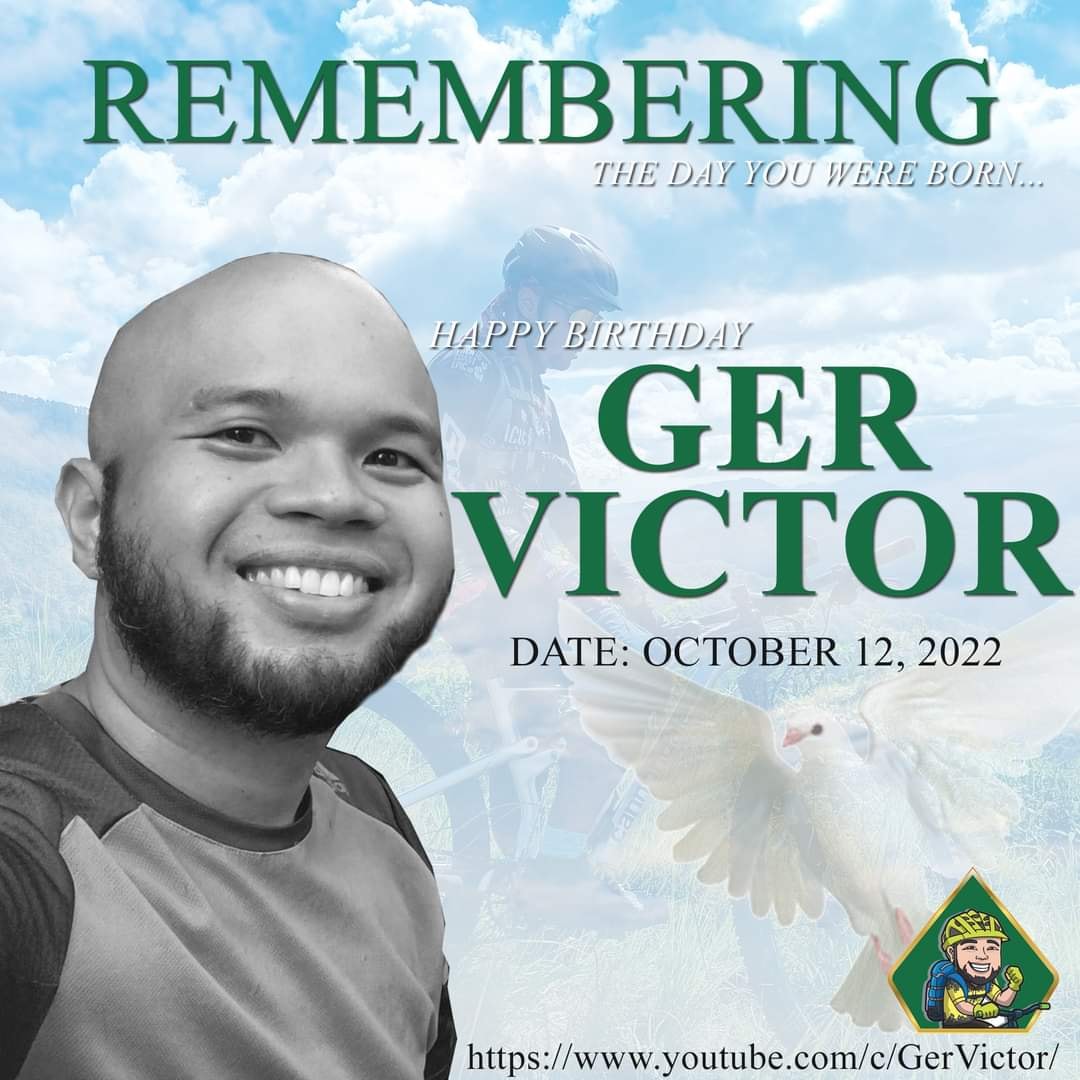 REMEMBERING
THE DAY YOU WERE BORN...
HAPPY BIRTHDAY
GER
VICTOR
DATE: OCTOBER 12, 2022
https://www.youtube.com/c/GerVictor/